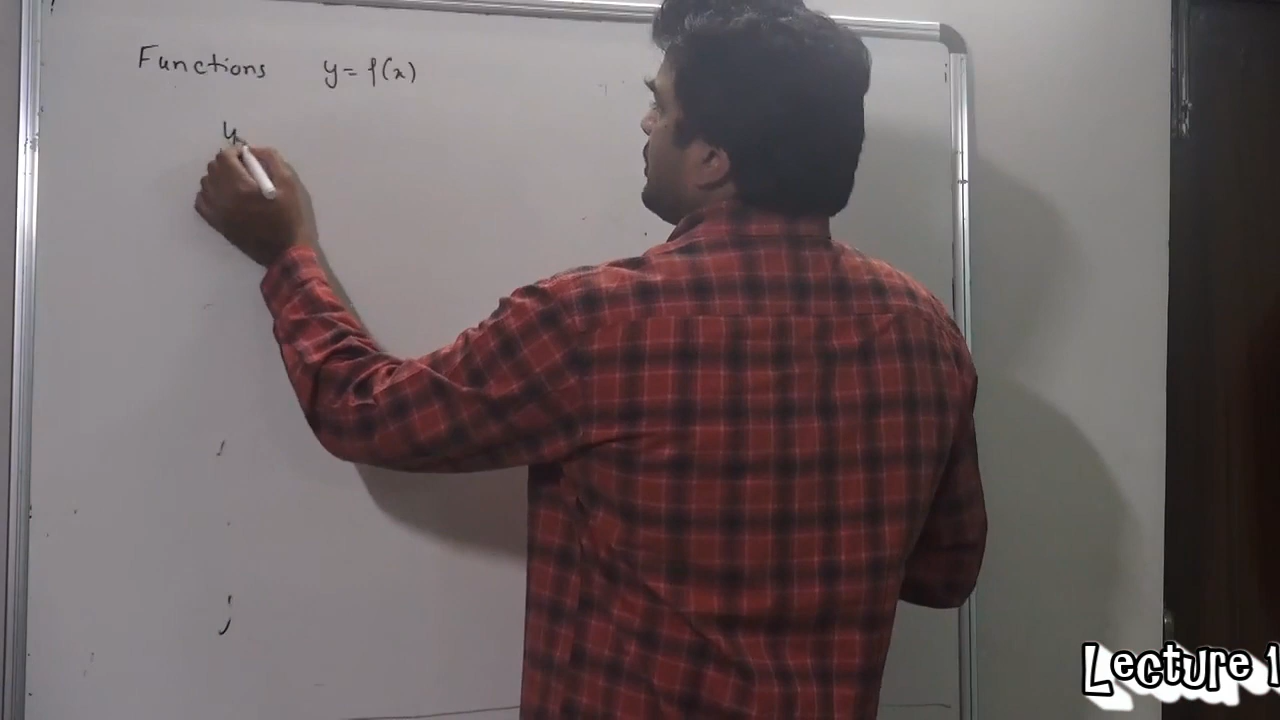 Functions y = f(x)
y
Lecture 1